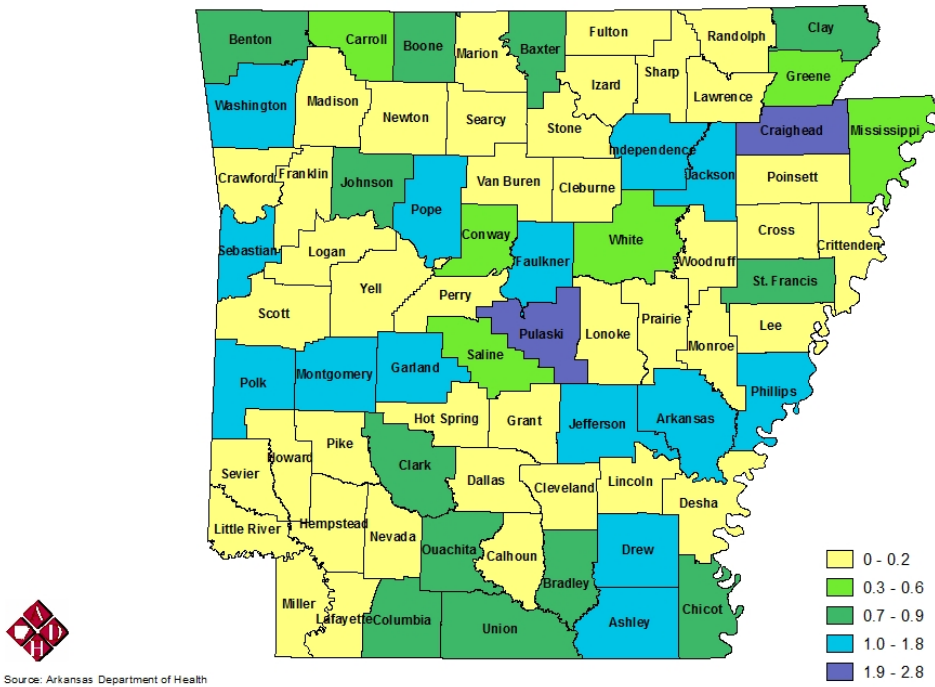 Benton
Carroll
Boone
Marion
Baxter
Fulton
Randolph
Clay
Washington
Madison
Newton
Searcy
Stone
Izard
Sharp
Lawrence
Greene
Craighead
Mississippi
Crawford
Franklin
Johnson
Pope
Van Buren
Cleburne
Independence
Jackson
Poinsett
Sebastian
Logan
Conway
Faulkner
White
Woodruff
Cross
Crittenden
Scott
Yell
Perry
Pulaski
Lonoke
Prairie
Monroe
St. Francis
Lee
Polk
Montgomery
Garland
Saline
Phillips
Hot Spring
Grant
Jefferson
Arkansas
Sevier
Howard
Pike
Clark
Dallas
Cleveland
Lincoln
Desha
Little River
Hempstead
Nevada
Ouachita
Calhoun
Bradley
Drew
Miller
Lafayette
Columbia
Union
Ashley
Chicot
0 - 0.2
0.3 - 0.6
0.7 - 0.9
1.0 - 1.8
1.9 - 2.8
A
D
H
Source: Arkansas Department of Health